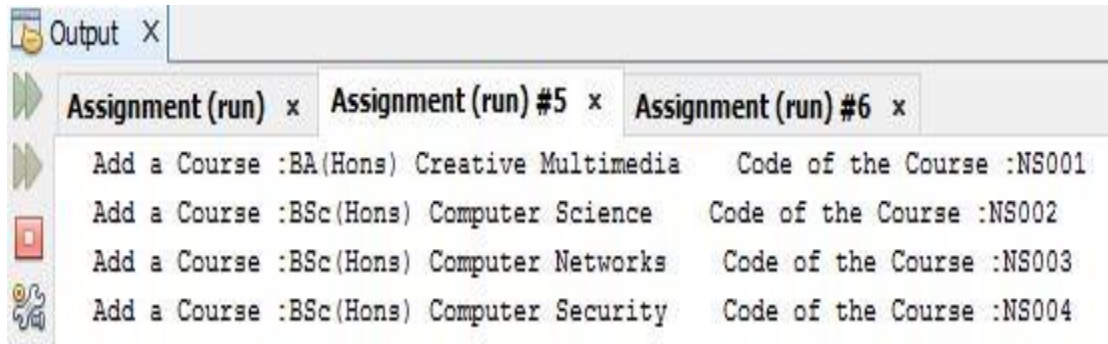 Output X
Assignment (run) x Assignment (run) #5 x Assignment (run) #6 x
Add a Course :BA(Hons) Creative Multimedia Code of the Course :NS001
Add a Course :BSc(Hons) Computer Science Code of the Course :NS002
Add a Course :BSc(Hons) Computer Networks Code of the Course :NS003
Add a Course :BSc(Hons) Computer Security Code of the Course :NS004